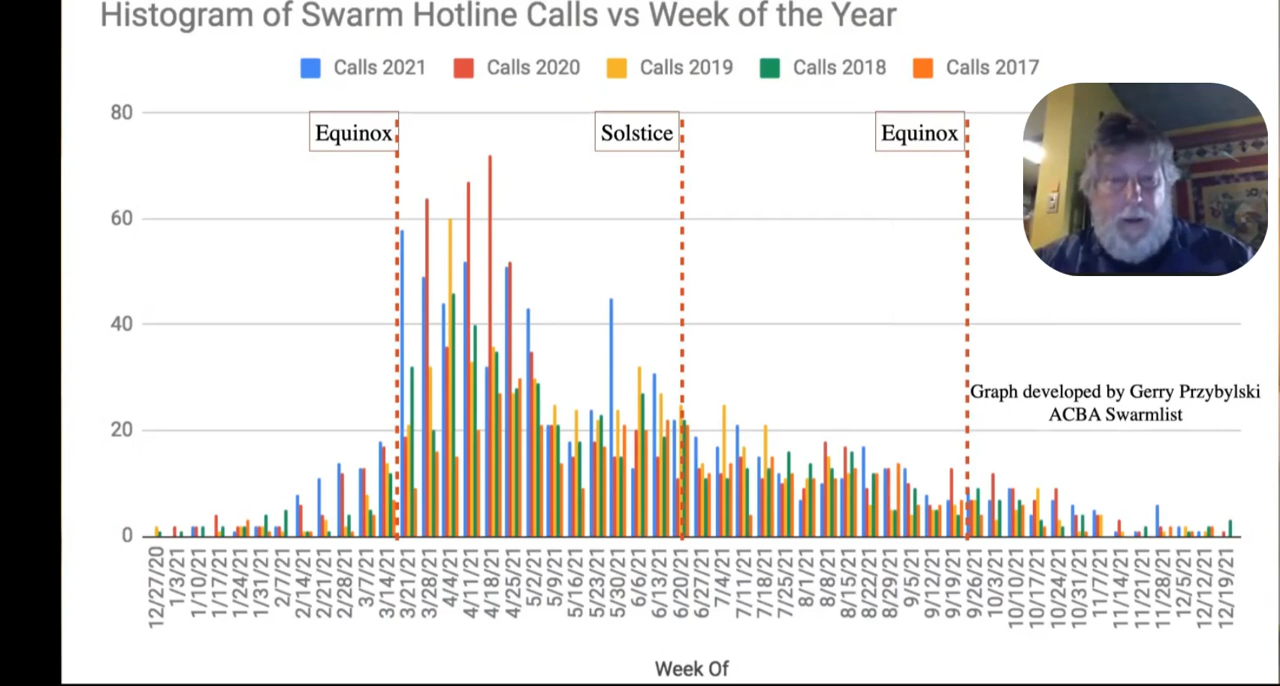 Histogram of Swarm Hotline Calls vs Week of the Year
Calls 2021 Calls 2020 Calls 2019 Calls 2018 Calls 2017
80
Equinox
Solstice
Equinox
60
40
Graph developed by Gerry Przybylski
ACBA Swarmlist
20
0
12/27/20 1/3/21 1/10/21 1/17/21 1/24/21 1/31/21 2/7/21 2/14/21 2/21/21 2/28/21 3/7/21 3/14/21 3/21/21 3/28/21 4/4/21 4/11/21 4/18/21 4/25/21 5/2/21 5/9/21 5/16/21 5/23/21 5/30/21 6/6/21 6/13/21 6/20/21 6/27/21 7/4/21 7/11/21 7/18/21 7/25/21 8/1/21 8/8/21 8/15/21 8/22/21 8/29/21 9/5/21 9/12/21 9/19/21 9/26/21 10/3/21 10/10/21 10/17/21 10/24/21 10/31/21 11/7/21 11/14/21 11/21/21 11/28/21 12/5/21 12/12/21 12/19/21
Week Of